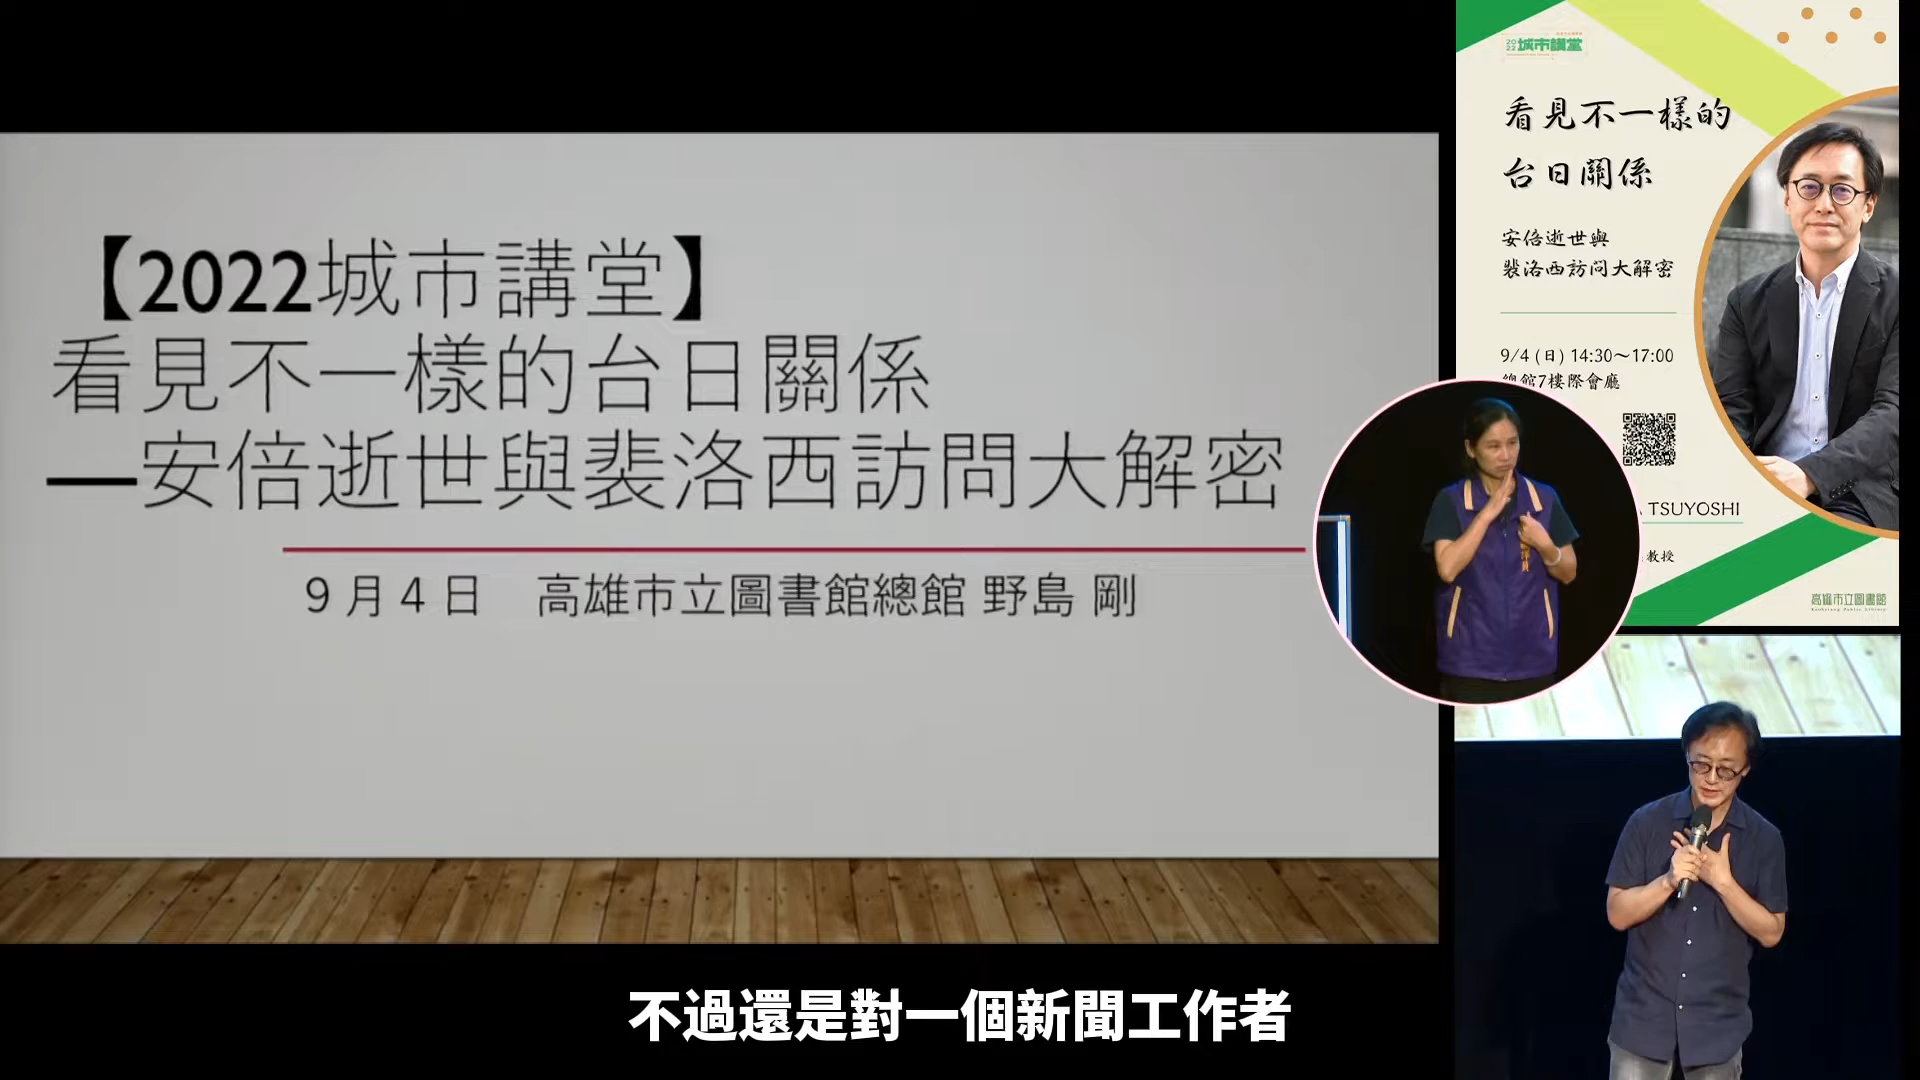 【2022城市講堂】
看見不一樣的台日關係
—安倍逝世與裴洛西訪問大解密
9月4日　高雄市立圖書館總館 野島 剛
2022 城市講堂
看見不一樣的
台日關係
安倍逝世與
裴洛西訪問大解密
9/4 (日) 14:30～17:00
總館7樓際會廳
TSUYOSHI
教授
高雄市立圖書館
Kaohsiung Public Library
不過還是對一個新聞工作者